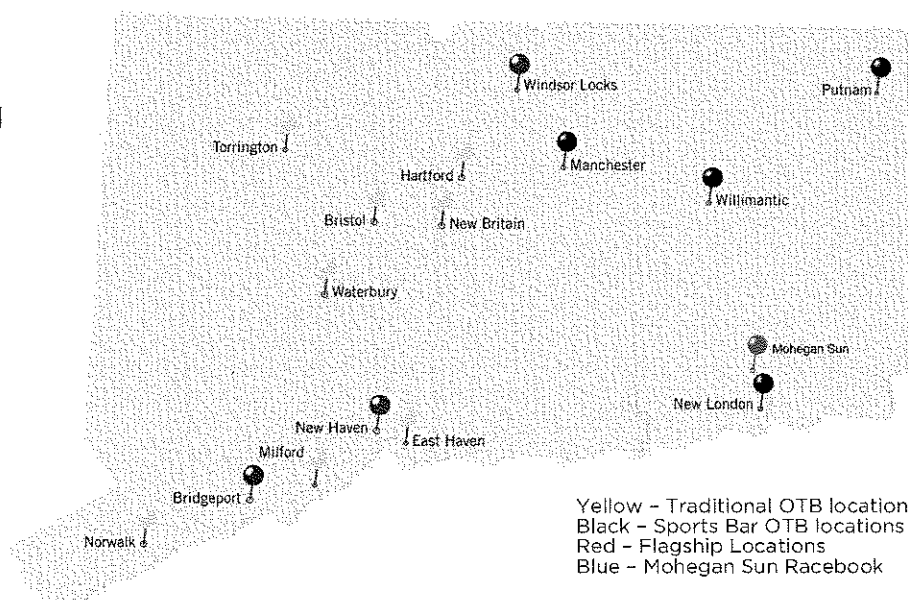 Windsor Locks
Putnam
Torrington
Manchester
Hartford
Willimantic
Bristol
New Britain
Waterbury
Mohegan Sun
New London
New Haven
East Haven
Milford
Bridgeport
Norwalk
Yellow – Traditional OTB location
Black – Sports Bar OTB locations
Red – Flagship Locations
Blue – Mohegan Sun Racebook